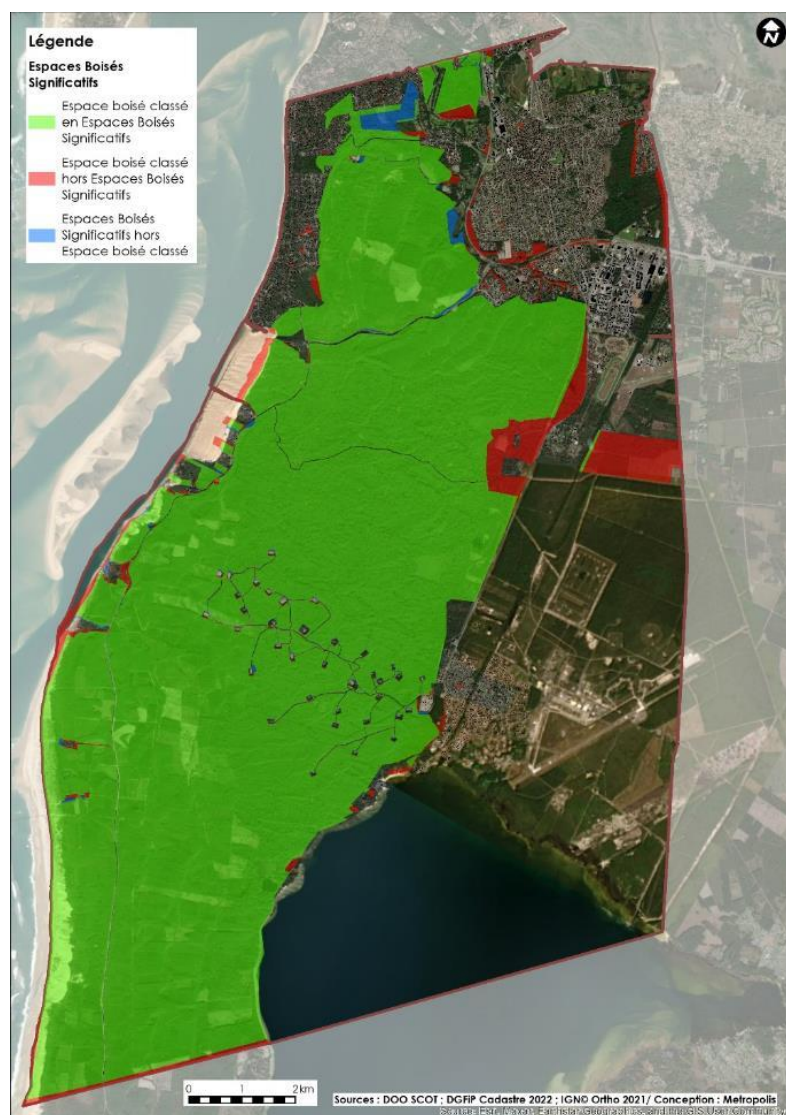 Légende
Espaces Boisés
Significatifs
Espace boisé classé
en Espaces Boisés
Significatifs
Espace boisé classé
hors Espaces Boisés
Significatifs
Espaces Boisés
Significatifs hors
Espace boisé classé
N
0 1 2km
Sources : DOO SCOT ; DGFiP Cadastre 2022 ; IGN© Ortho 2021/ Conception : Metropolis